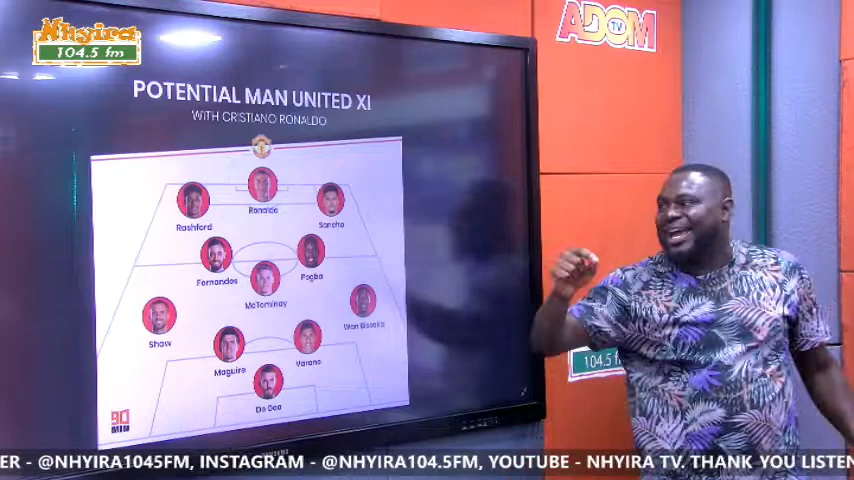 Nhyira
104.5 fm
ADOM
TV
POTENTIAL MAN UNITED XI
WITH CRISTIANO RONALDO
Rashford
Ronaldo
Sancho
Fernandes
Pogba
McTominay
Shaw
Wan Bissaka
Maguire
Varane
De Gea
90
MIN
SAMSUNG
104.5 f
ER - @NHYIRA1045FM, INSTAGRAM - @NHYIRA104.5FM, YOUTUBE - NHYIRA TV. THANK YOU LISTEN